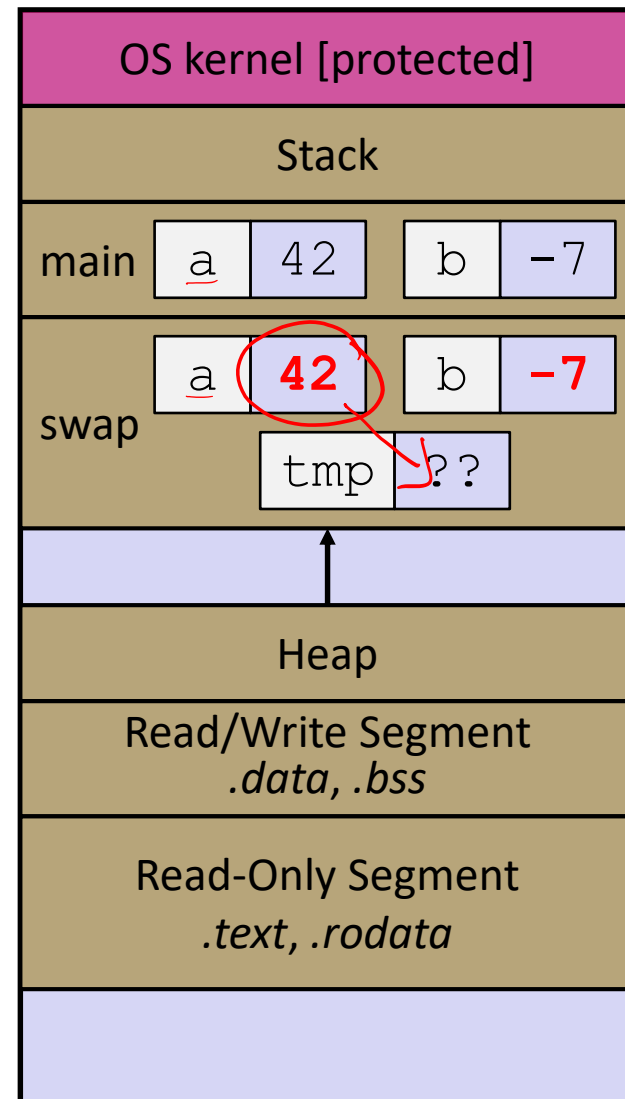 OS kernel [protected]
Stack
main a 42 b -7
a 42 b -7
swap
tmp ??
Heap
Read/Write Segment
.data, .bss
Read-Only Segment
.text, .rodata